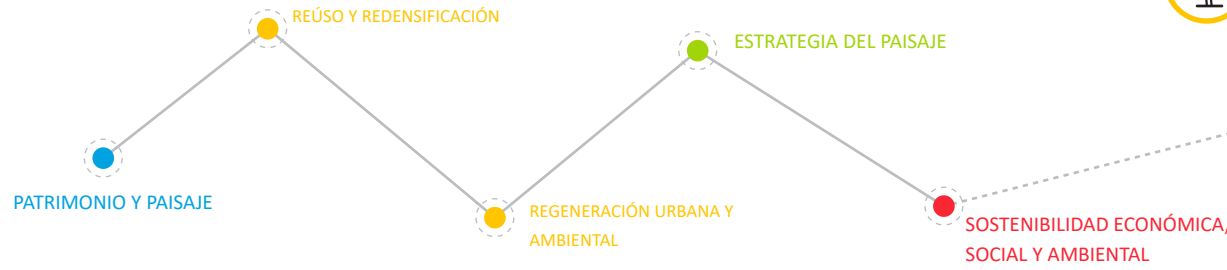 REÚSO Y REDENSIFICACIÓN
ESTRATEGIA DEL PAISAJE
PATRIMONIO Y PAISAJE
REGENERACIÓN URBANA Y
AMBIENTAL
SOSTENIBILIDAD ECONÓMICA,
SOCIAL Y AMBIENTAL